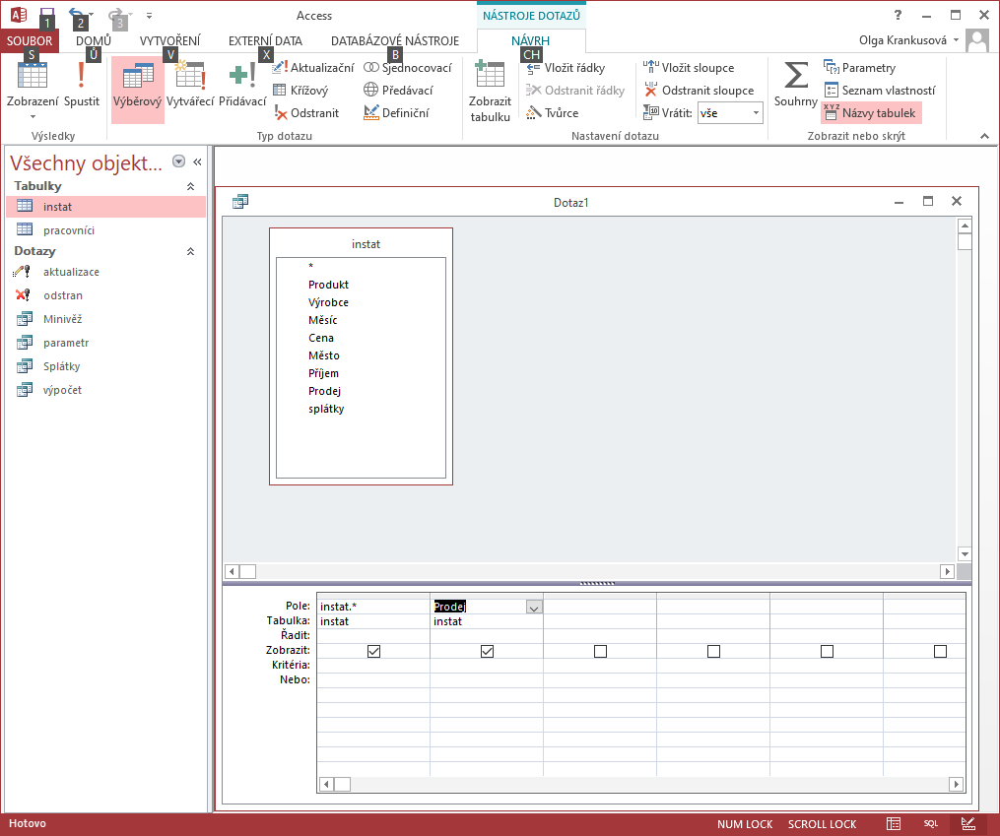 Access
NÁSTROJE DOTAZŮ
?
1
2
3
SOUBOR
DOMŮ
VYTVOŘENÍ
EXTERNÍ DATA
DATABÁZOVÉ NÁSTROJE
NÁVRH
Olga Krankusová
S
Ů
V
X
B
CH
Zobrazení
Spustit
Výběrový
Vytvářecí
Přidávací
Aktualizační
Křížový
Odstranit
Sjednocovací
Předávací
Definiční
Zobrazit
tabulku
Vložit řádky
Odstranit řádky
Tvůrce
Vložit sloupce
Odstranit sloupce
Vrátit: vše
Souhrny
Parametry
Seznam vlastností
XYZ Názvy tabulek
Výsledky
Typ dotazu
Nastavení dotazu
Zobrazit nebo skrýt
Všechny objekt...
Tabulky
instat
pracovníci
Dotazy
aktualizace
odstran
Minivěž
parametr
Splátky
výpočet
Dotaz1
instat
*
Produkt
Výrobce
Měsíc
Cena
Město
Příjem
Prodej
splátky
Pole: instat.* Prodej
Tabulka: instat instat
Řadit:
Zobrazit:
Kritéria:
Nebo:
Hotovo
NUM LOCK
SCROLL LOCK
SQL